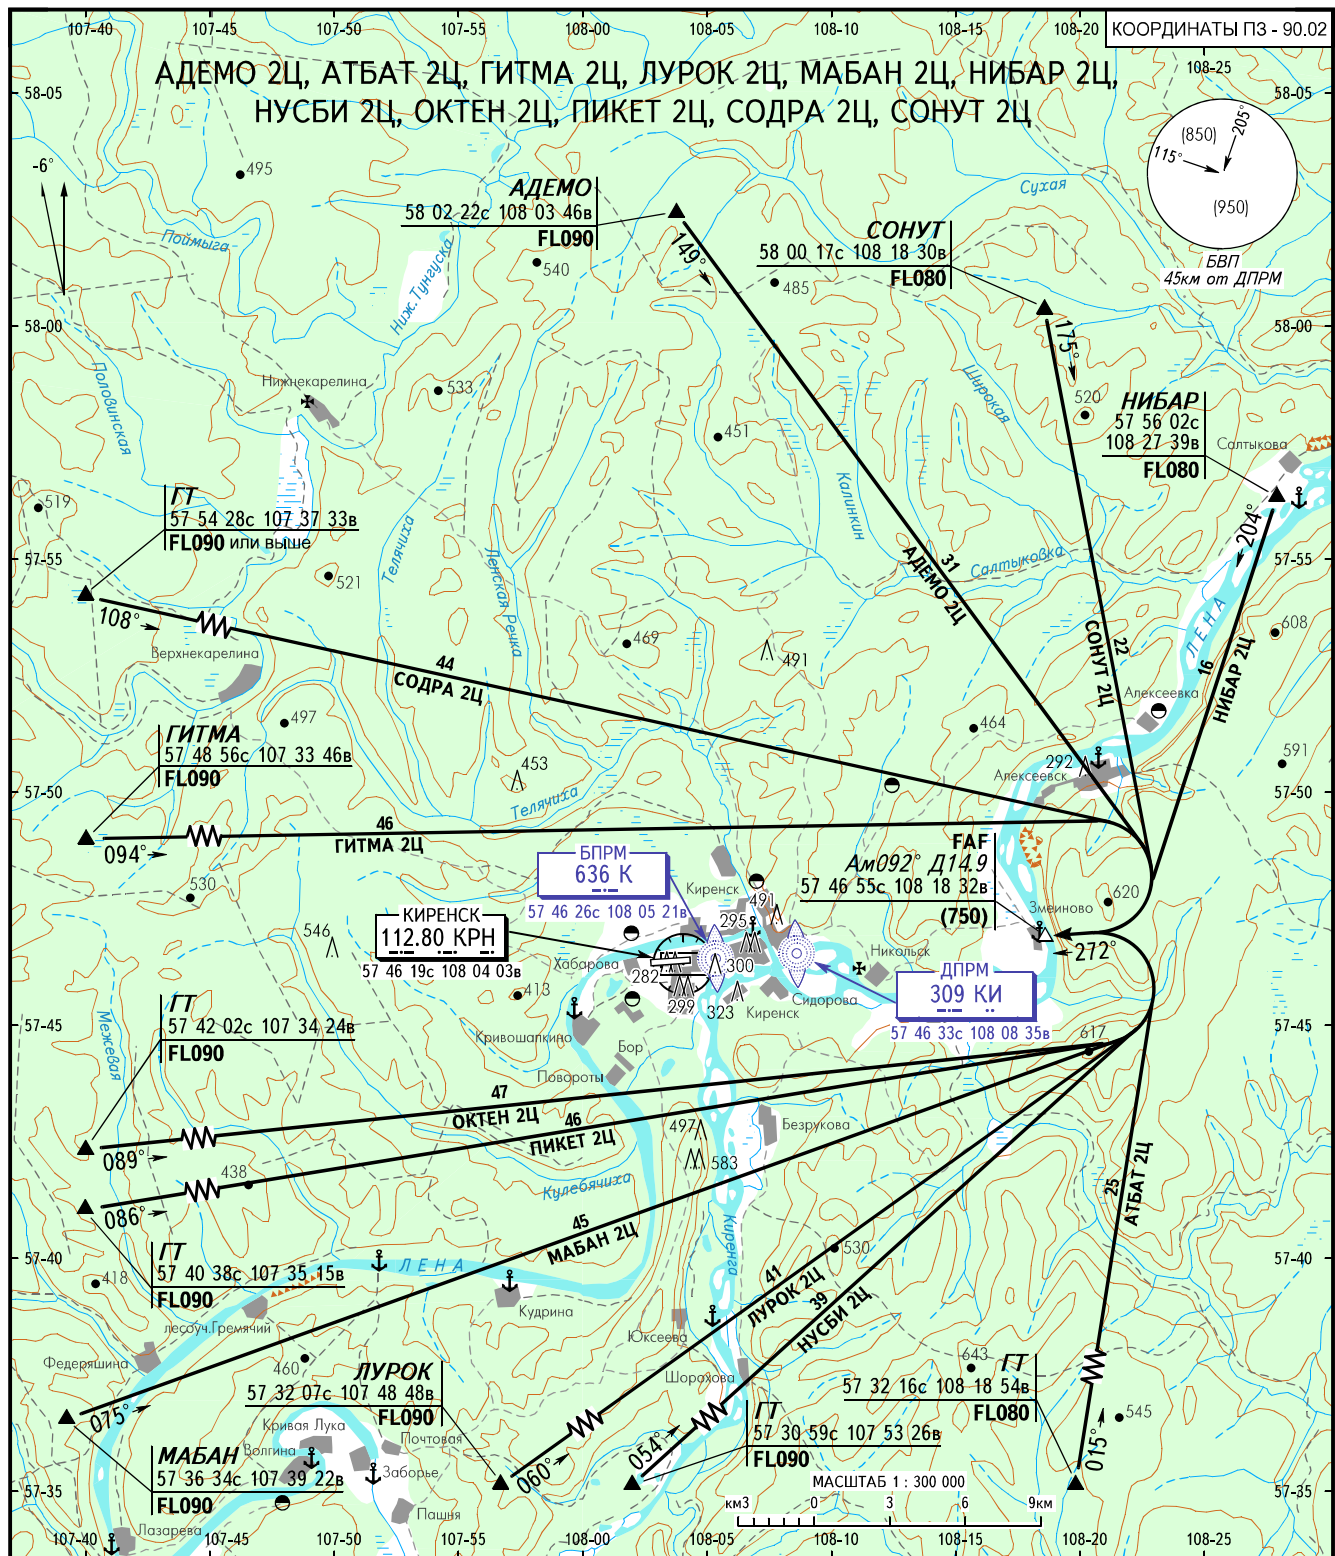 107-40 107-45 107-50 107-55 108-00 108-05 108-10 108-15 108-20
КООРДИНАТЫ ПЗ - 90.02
108-25
АДЕМО 2Ц, АТБАТ 2Ц, ГИТМА 2Ц, ЛУРОК 2Ц, МАБАН 2Ц, НИБАР 2Ц,
НУСБИ 2Ц, ОКТЕН 2Ц, ПИКЕТ 2Ц, СОДРА 2Ц, СОНУТ 2Ц
58-05
58-05
(850)
205°
115°
(950)
БВП
45км от ДПРМ
-6°
495
Поймыга
Ниж.Тунгуска
АДЕМО
58 02 22с 108 03 46в
FL090
149°
540
485
Сухая
СОНУТ
58 00 17с 108 18 30в
FL080
175°
58-00
58-00
Половинская
Нижнекарелина
533
451
Широкая
520
НИБАР
57 56 02с
108 27 39в
FL080
Салтыкова
204°
Калинкин
519
ГТ
57 54 28с 107 37 33в
FL090 или выше
521
Телячиха
Ленская Речка
57-55
57-55
31
АДЕМО 2Ц
Салтыковка
ЛЕНА
108°
Верхнекарелина
469
491
608
44
СОДРА 2Ц
22
СОНУТ 2Ц
16
НИБАР 2Ц
Алексеевка
497
464
ГИТМА
57 48 56с 107 33 46в
FL090
453
Телячиха
292
Алексеевск
591
57-50
57-50
094°
46
ГИТМА 2Ц
530
БПРМ
636 К
57 46 26с 108 05 21в
FAF
Ам092° Д14.9
57 46 55с 108 18 32в
(750)
620
Змеиново
272°
Киренск
491
295
546
КИРЕНСК
112.80 КРН
57 46 19с 108 04 03в
Хабарова
282
300
299
323
Киренск
Сидорова
Никольск
ДПРМ
309 КИ
57 46 33с 108 08 35в
413
Кривошапкино
Бор
Повороты
617
57-45
57-45
Межевая
ГТ
57 42 02с 107 34 24в
FL090
089°
47
ОКТЕН 2Ц
46
ПИКЕТ 2Ц
497
583
Безрукова
438
086°
Кулебячиха
25
АТБАТ 2Ц
45
МАБАН 2Ц
Киренга
530
57-40
57-40
ГТ
57 40 38с 107 35 15в
FL090
418
ЛЕНА
Кудрина
лесоуч.Гремячий
41
ЛУРОК 2Ц
39
НУСБИ 2Ц
Юксеева
Федеряшина
460
Шорохова
643
ЛУРОК
57 32 07с 107 48 48в
FL090
ГТ
57 32 16с 108 18 54в
FL080
545
075°
Кривая Лука
Волгина
Почтовая
Заборье
Пашня
МАБАН
57 36 34с 107 39 22в
FL090
060°
054°
ГТ
57 30 59с 107 53 26в
FL090
015°
57-35
57-35
МАСШТАБ 1 : 300 000
км3 0 3 6 9км
Лазарева
107-40 107-45 107-50 107-55 108-00 108-05 108-10 108-15 108-20 108-25